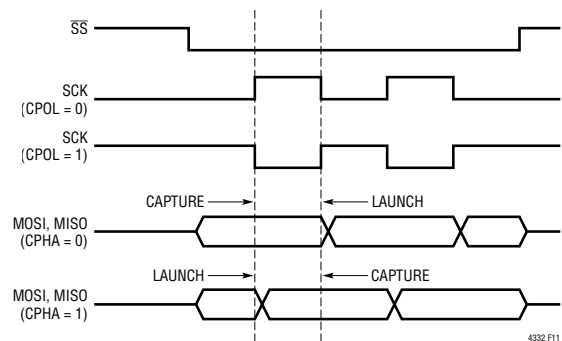 SS
SCK
(CPOL = 0)
SCK
(CPOL = 1)
CAPTURE
LAUNCH
MOSI, MISO
(CPHA = 0)
LAUNCH
CAPTURE
MOSI, MISO
(CPHA = 1)
4332 F11